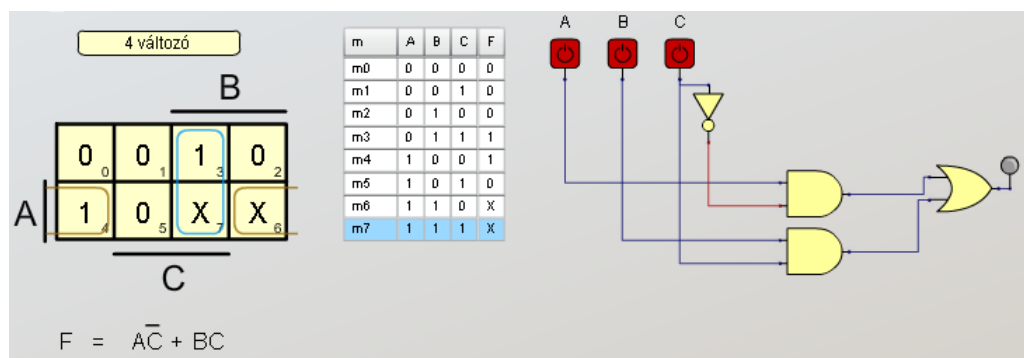 4 változó
B
0 0 0 1 1 3 0 2
A 1 4 0 5 X 7 X 6
C
F = AC̅ + BC
m A B C F
m0 0 0 0 0
m1 0 0 1 0
m2 0 1 0 0
m3 0 1 1 1
m4 1 0 0 1
m5 1 0 1 0
m6 1 1 0 X
m7 1 1 1 X
A B C